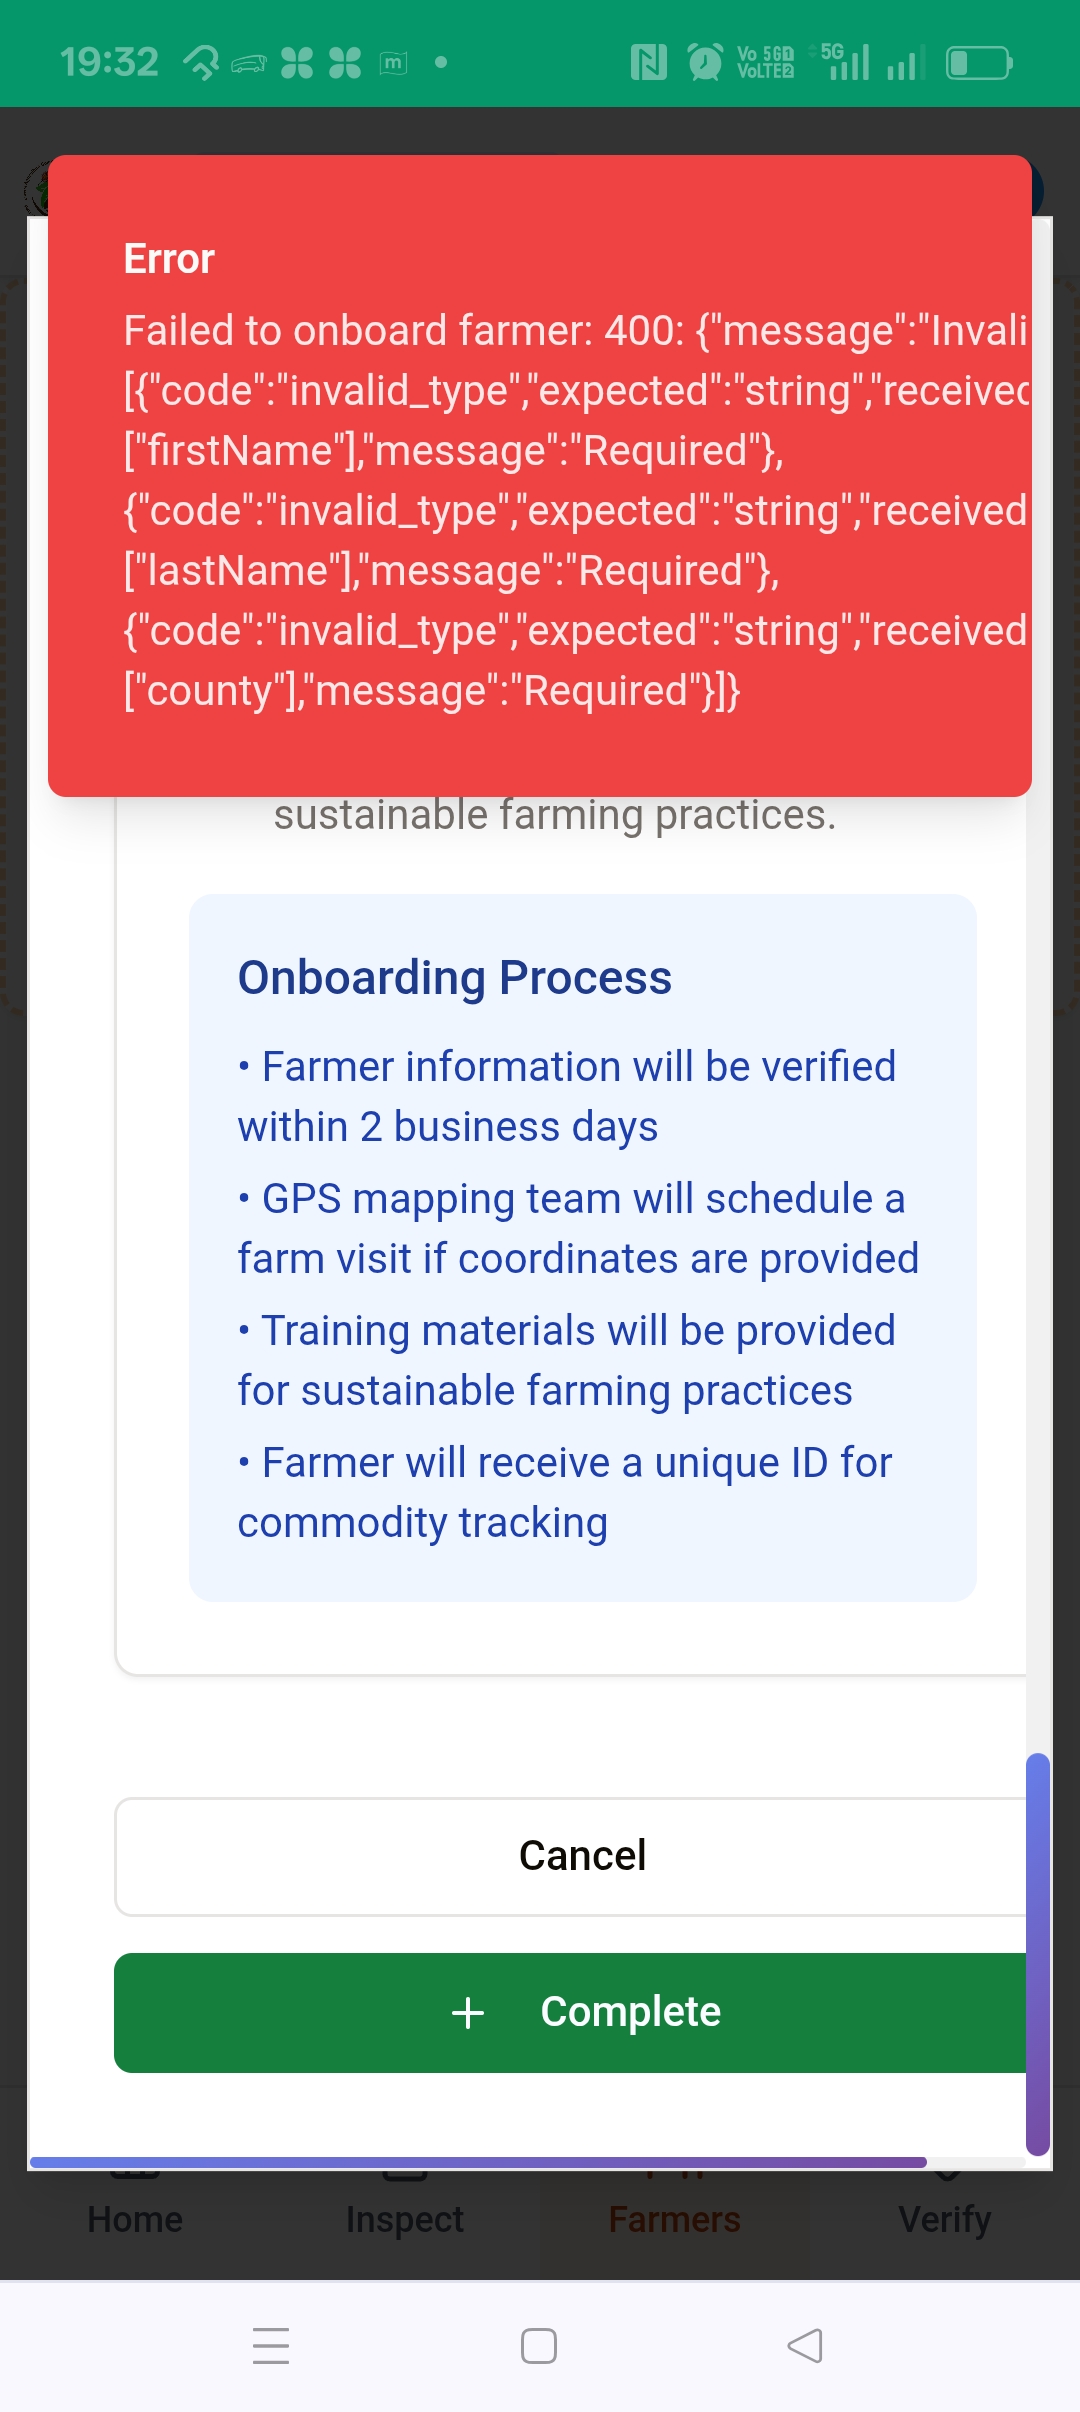 19:32
m
Vo 5G1
VoLTE2
5G
Error
Failed to onboard farmer: 400: {"message":"Invali
[{"code":"invalid_type","expected":"string","received
["firstName"],"message":"Required"},
{"code":"invalid_type","expected":"string","received
["lastName"],"message":"Required"},
{"code":"invalid_type","expected":"string","received
["county"],"message":"Required"}]}
sustainable farming practices.
Onboarding Process
• Farmer information will be verified
within 2 business days
• GPS mapping team will schedule a
farm visit if coordinates are provided
• Training materials will be provided
for sustainable farming practices
• Farmer will receive a unique ID for
commodity tracking
Cancel
+ Complete
Home Inspect Farmers Verify